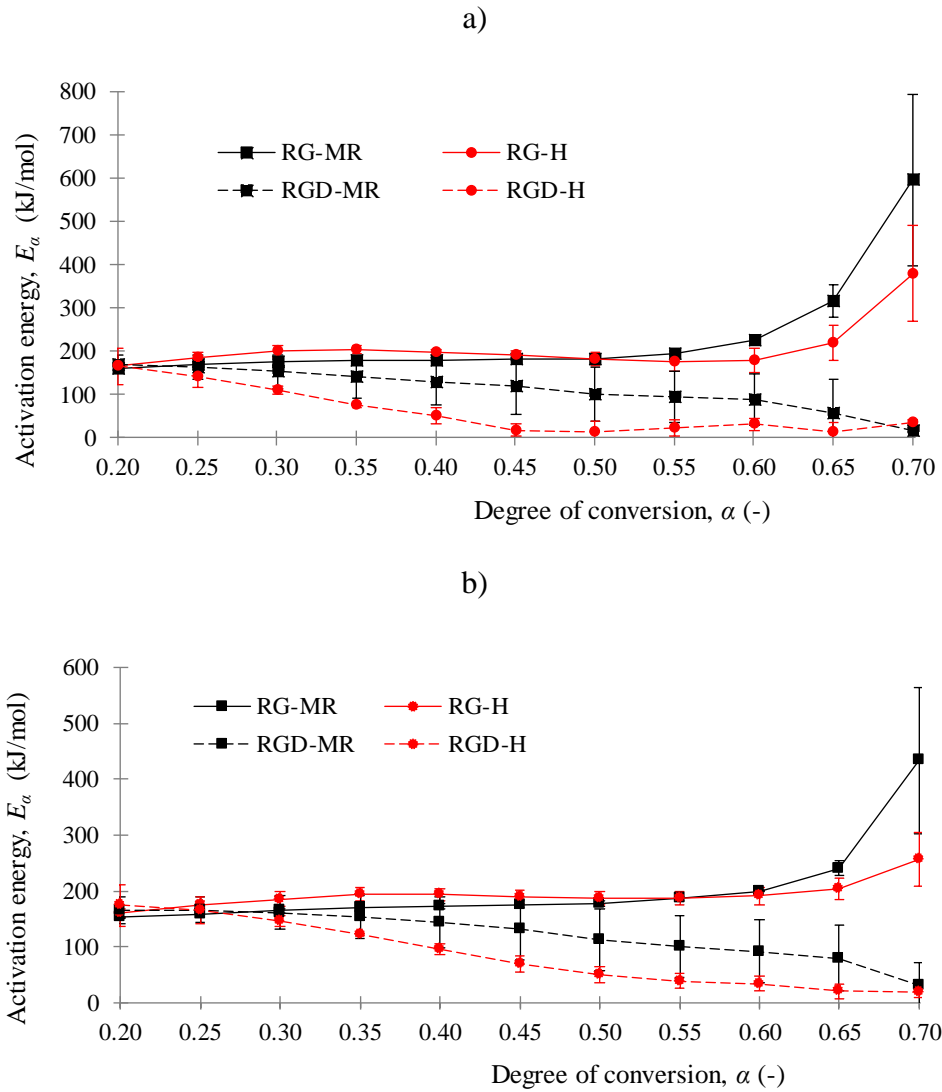 a)
Activation energy, Eα (kJ/mol)
800
700
600
500
400
300
200
100
0
RG-MR
RG-H
RGD-MR
RGD-H
0.20 0.25 0.30 0.35 0.40 0.45 0.50 0.55 0.60 0.65 0.70
Degree of conversion, α (-)
b)
Activation energy, Eα (kJ/mol)
600
500
400
300
200
100
0
RG-MR
RG-H
RGD-MR
RGD-H
0.20 0.25 0.30 0.35 0.40 0.45 0.50 0.55 0.60 0.65 0.70
Degree of conversion, α (-)